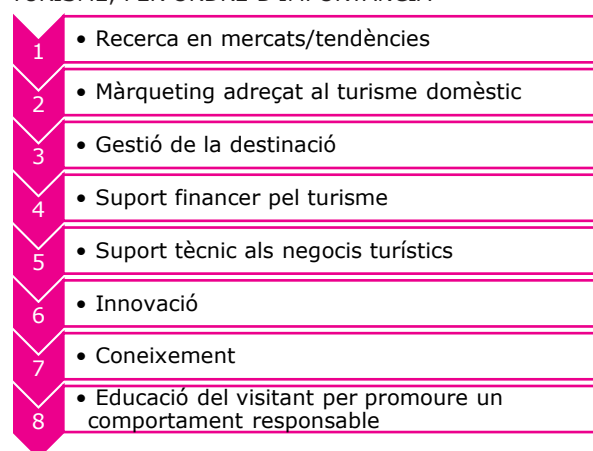 1
• Recerca en mercats/tendències
2
• Màrqueting adreçat al turisme domèstic
3
• Gestió de la destinació
4
• Suport financer pel turisme
5
• Suport tècnic als negocis turístics
6
• Innovació
7
• Coneixement
8
• Educació del visitant per promoure un
comportament responsable